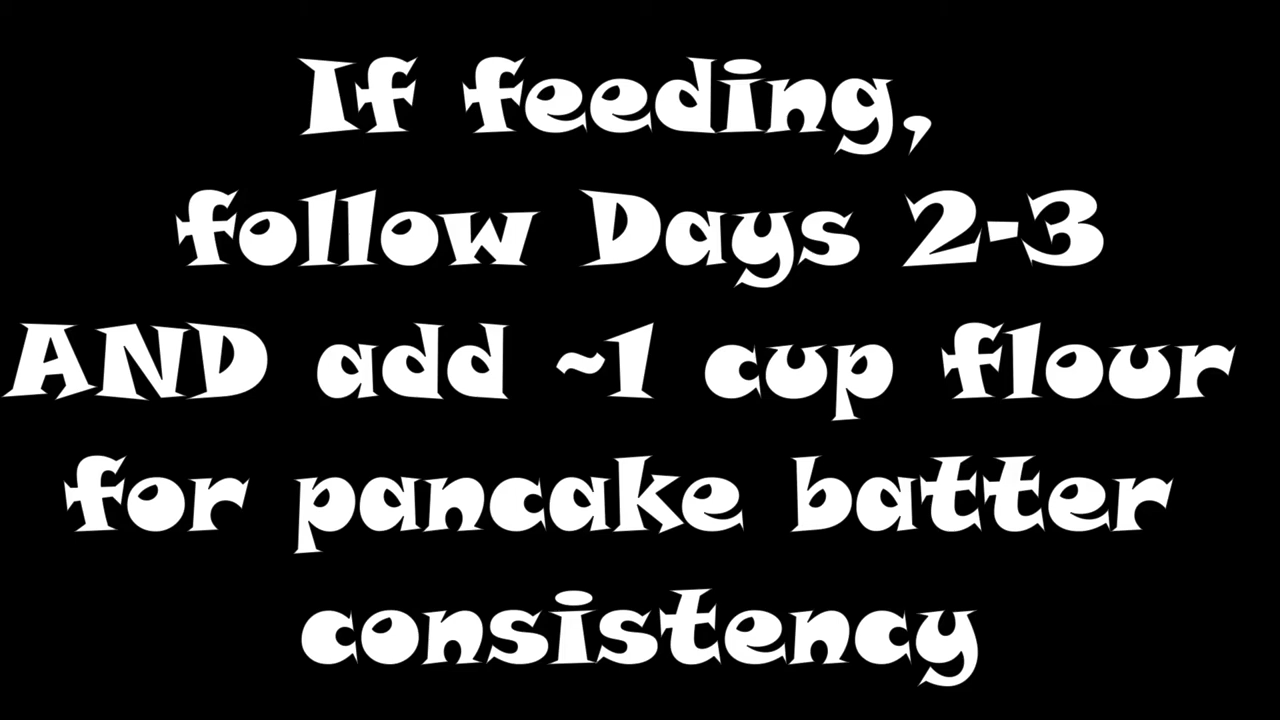 If feeding,
follow Days 2-3
AND add ~1 cup flour
for pancake batter
consistency